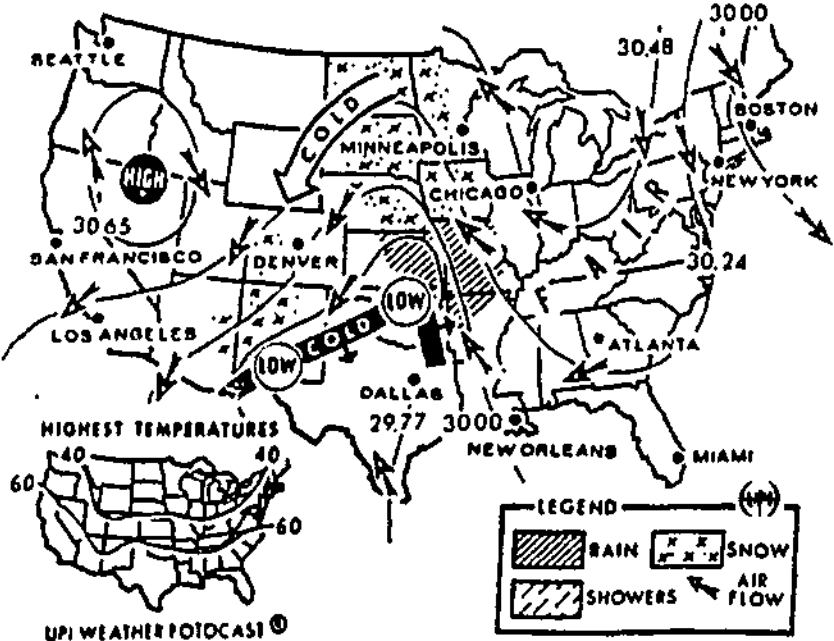 30.00
30.48
SEATTLE
BOSTON
COLD
MINNEAPOLIS
HIGH
CHICAGO
NEW YORK
30.65
AIR
SAN FRANCISCO
DENVER
30.24
LOW
COLD
LOS ANGELES
ATLANTA
LOW
DALLAS
29.77
30.00
HIGHEST TEMPERATURES
NEW ORLEANS
MIAMI
40
40
60
60
LEGEND
UPI
RAIN
SNOW
SHOWERS
AIR FLOW
UPI WEATHER FOTOCAST ®